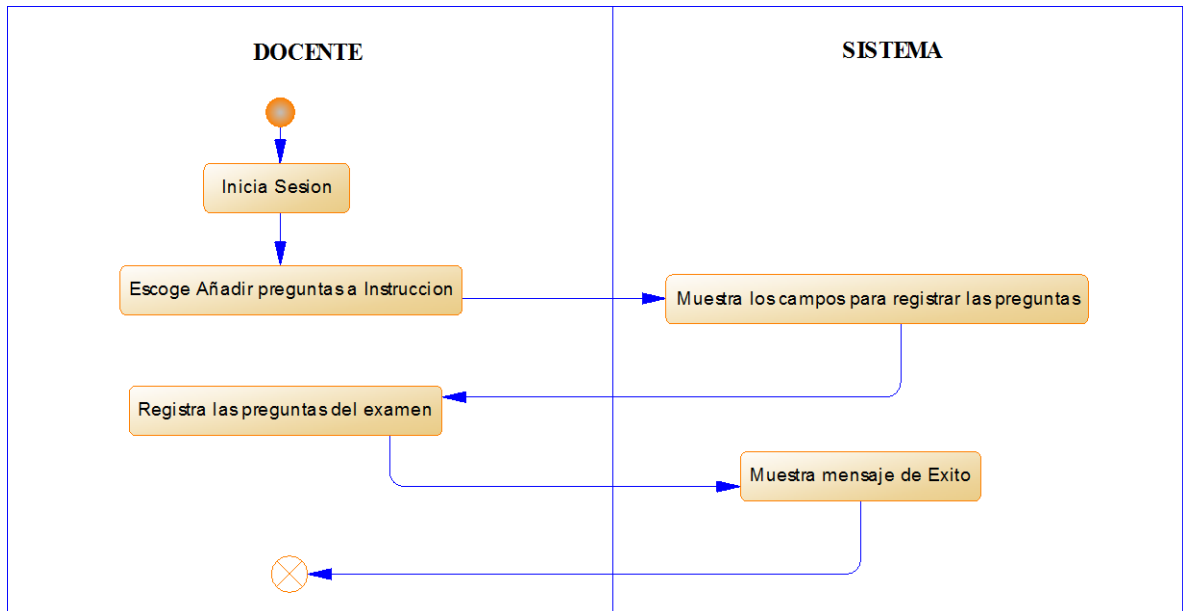 DOCENTE
SISTEMA
Inicia Sesion
Escoge Añadir preguntas a Instruccion
Muestra los campos para registrar las preguntas
Registra las preguntas del examen
Muestra mensaje de Exito